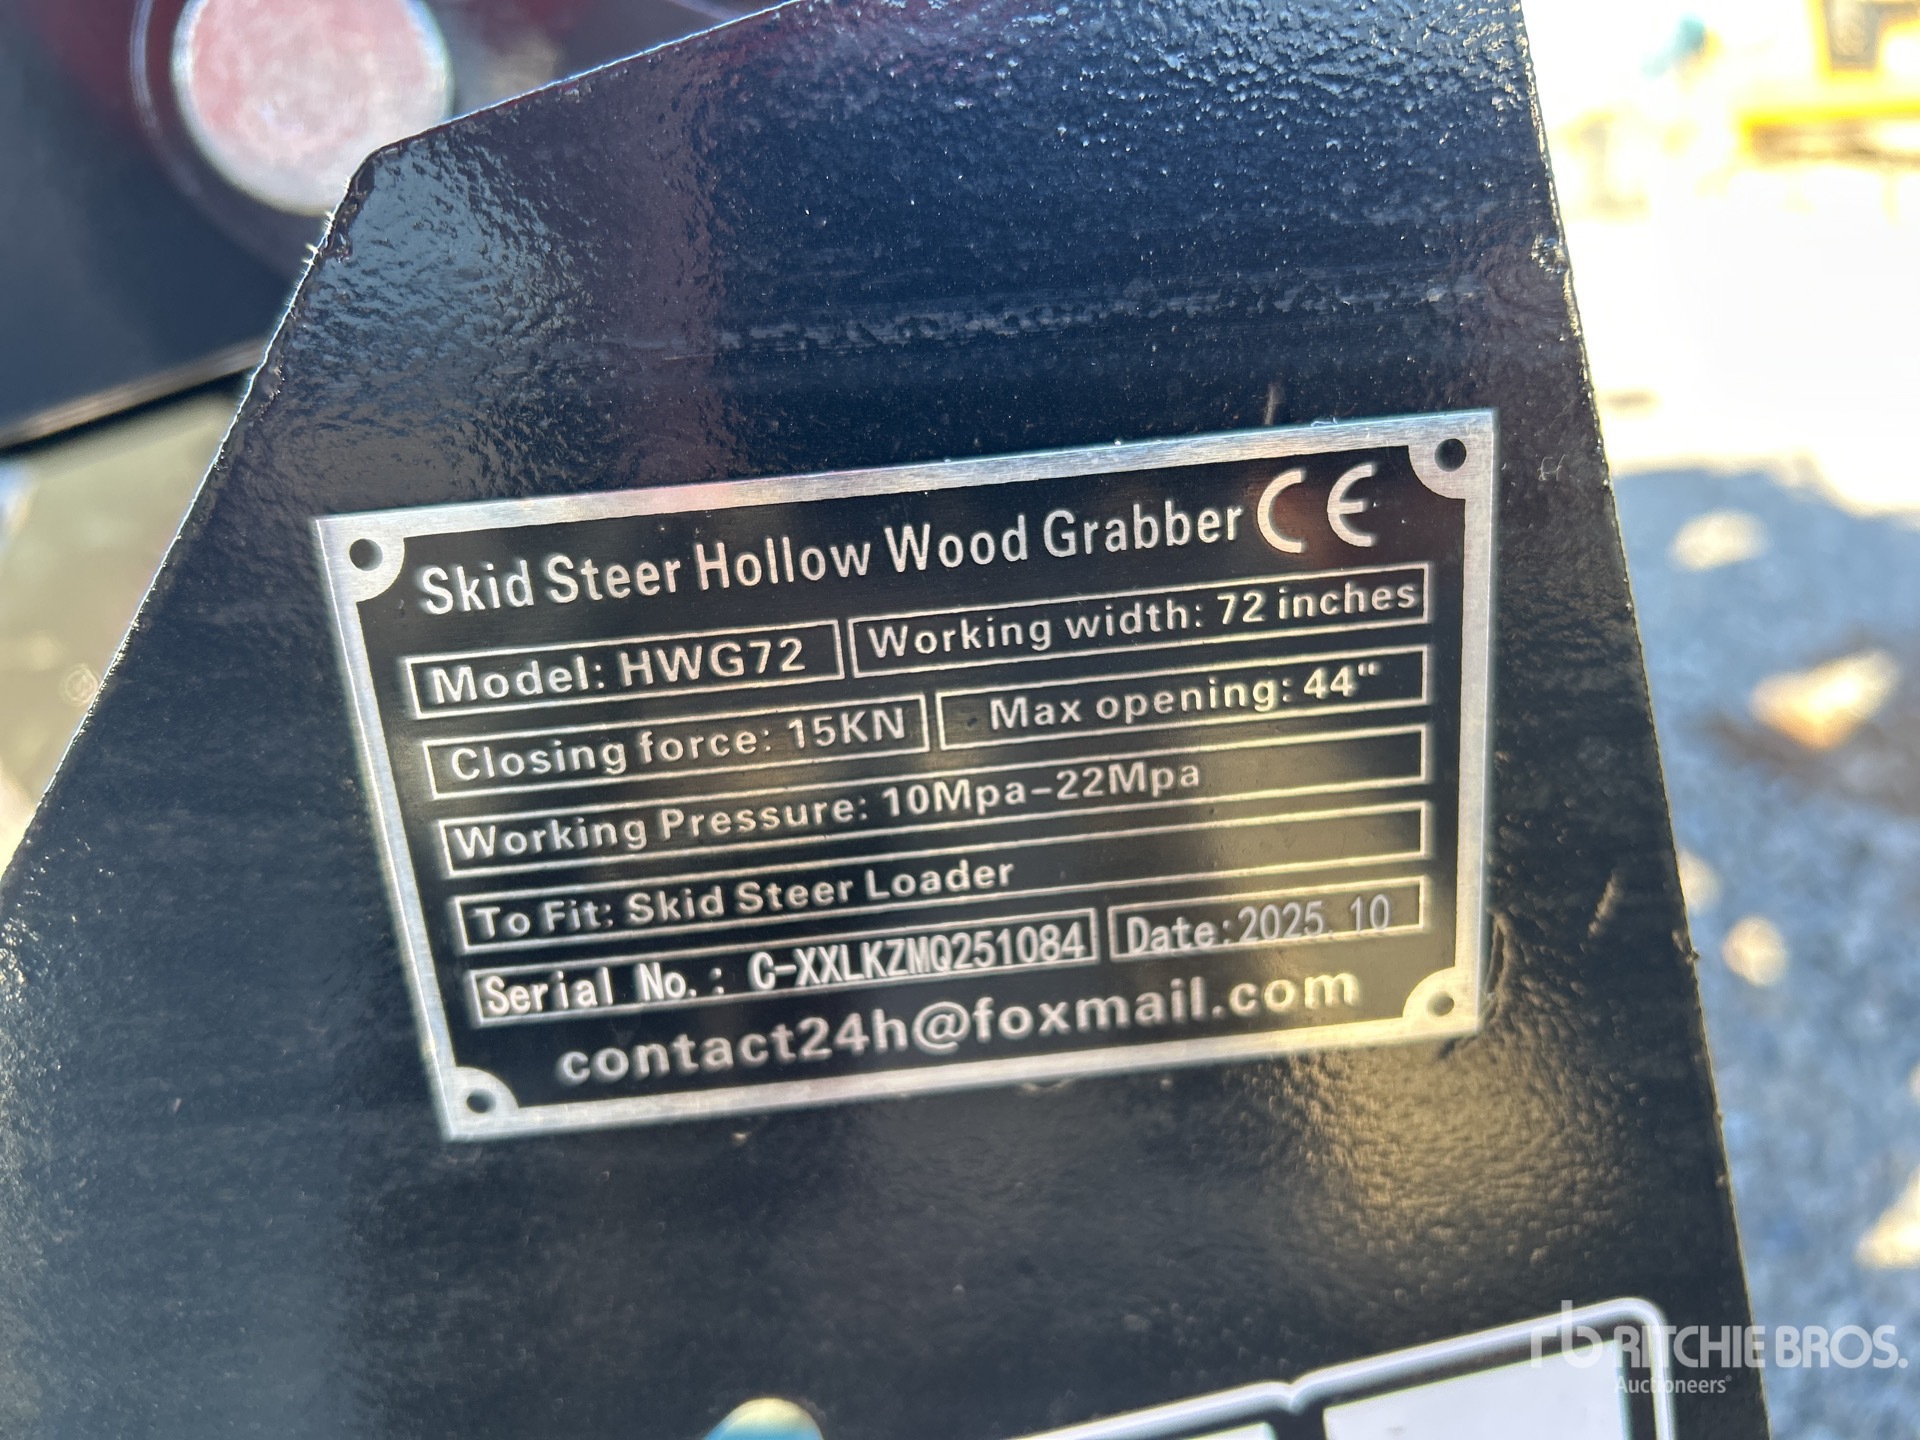 Skid Steer Hollow Wood Grabber CE
Model: HWG72 Working width: 72 inches
Closing force: 15KN Max opening: 44"
Working Pressure: 10Mpa-22Mpa
To Fit: Skid Steer Loader
Serial No.: C-XXLKZMQ251084 Date: 2025.10
contact24h@foxmail.com
rb RITCHIE BROS.
Auctioneers®